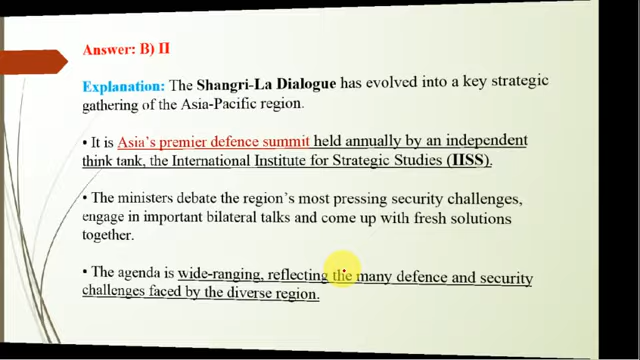 Answer: B) II
Explanation: The Shangri-La Dialogue has evolved into a key strategic
gathering of the Asia-Pacific region.
• It is Asia's premier defence summit held annually by an independent
think tank, the International Institute for Strategic Studies (IISS).
• The ministers debate the region's most pressing security challenges,
engage in important bilateral talks and come up with fresh solutions
together.
• The agenda is wide-ranging, reflecting the many defence and security
challenges faced by the diverse region.